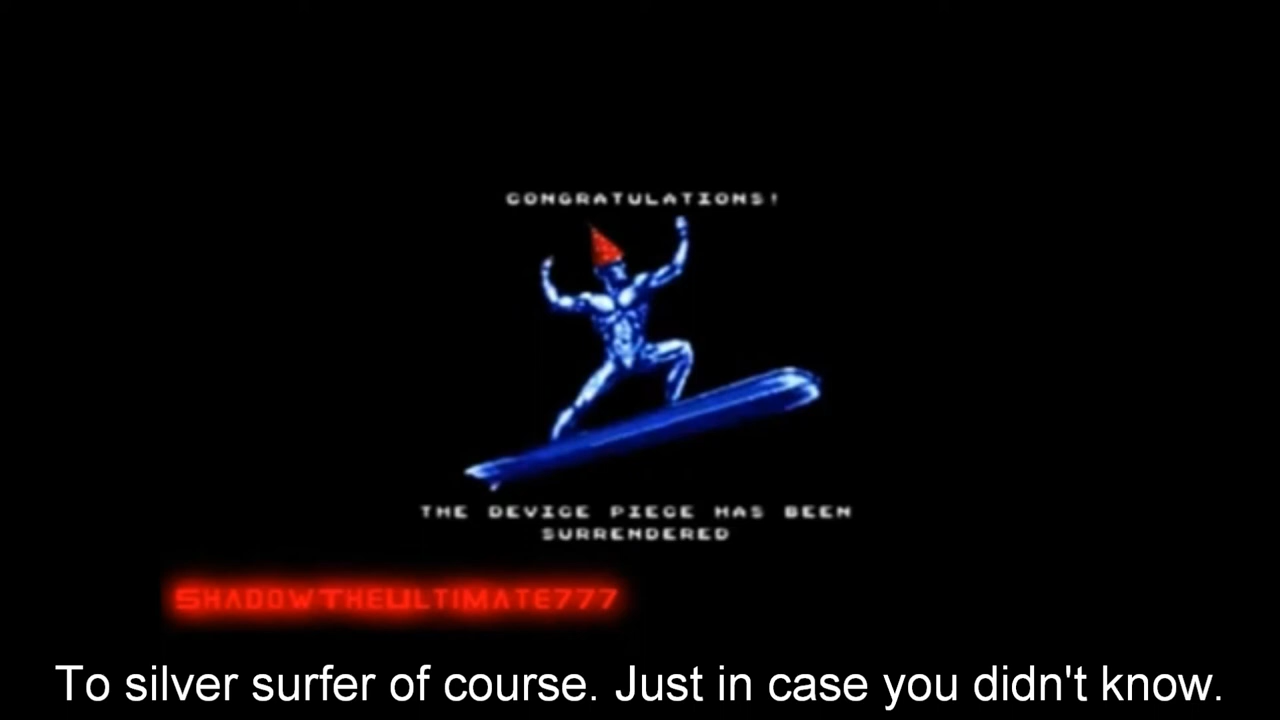 CONGRATULATIONS!
THE DEVICE PIECE HAS BEEN
SURRENDERED
SHADOWTHEULTIMATE777
To silver surfer of course. Just in case you didn't know.